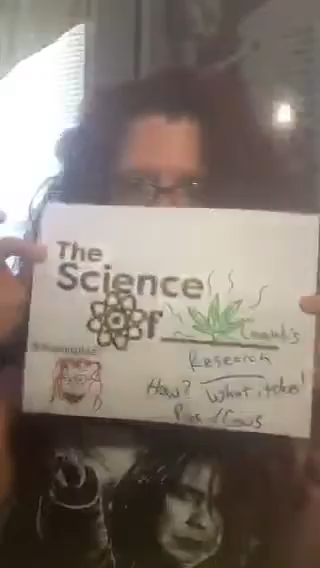 The
Science
Of Cannabis
Research
How? What it does!
Pros / Cons